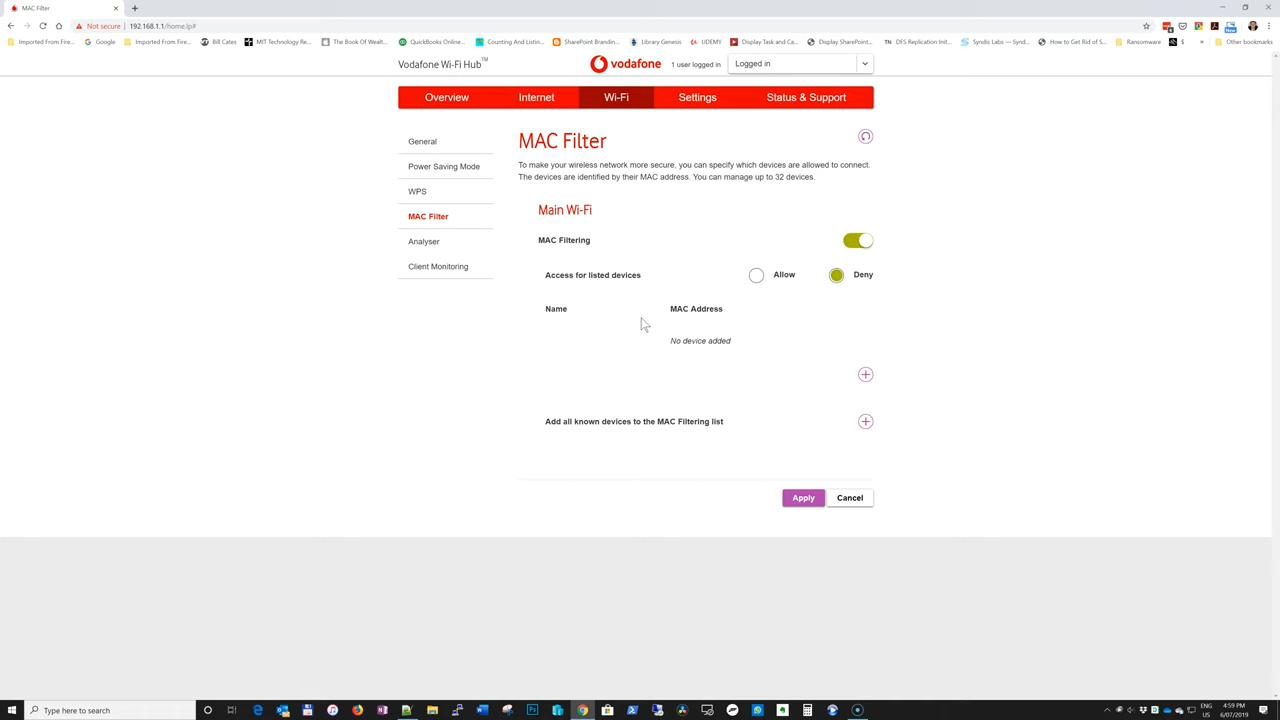 MAC Filter
Not secure | 192.168.1.1/home.lp#
Imported From Fire...
Google
Imported From Fire...
Bill Cates
MIT Technology Re...
The Book Of Wealt...
QuickBooks Online...
Counting And Listin...
SharePoint Brandin...
Library Genesis
UDEMY
Display Task and Ca...
Display SharePoint...
DFS Replication Init...
Syndis Labs — Synd...
How to Get Rid of S...
Ransomware
$
»
Other bookmarks
Vodafone Wi-Fi Hub™
vodafone
1 user logged in
Logged in
Overview
Internet
Wi-Fi
Settings
Status & Support
General
Power Saving Mode
WPS
MAC Filter
Analyser
Client Monitoring
MAC Filter
To make your wireless network more secure, you can specify which devices are allowed to connect.
The devices are identified by their MAC address. You can manage up to 32 devices.
Main Wi-Fi
MAC Filtering
Access for listed devices
Allow
Deny
Name
MAC Address
No device added
Add all known devices to the MAC Filtering list
Apply
Cancel
Type here to search
ENG
US
4:59 PM
6/07/2019